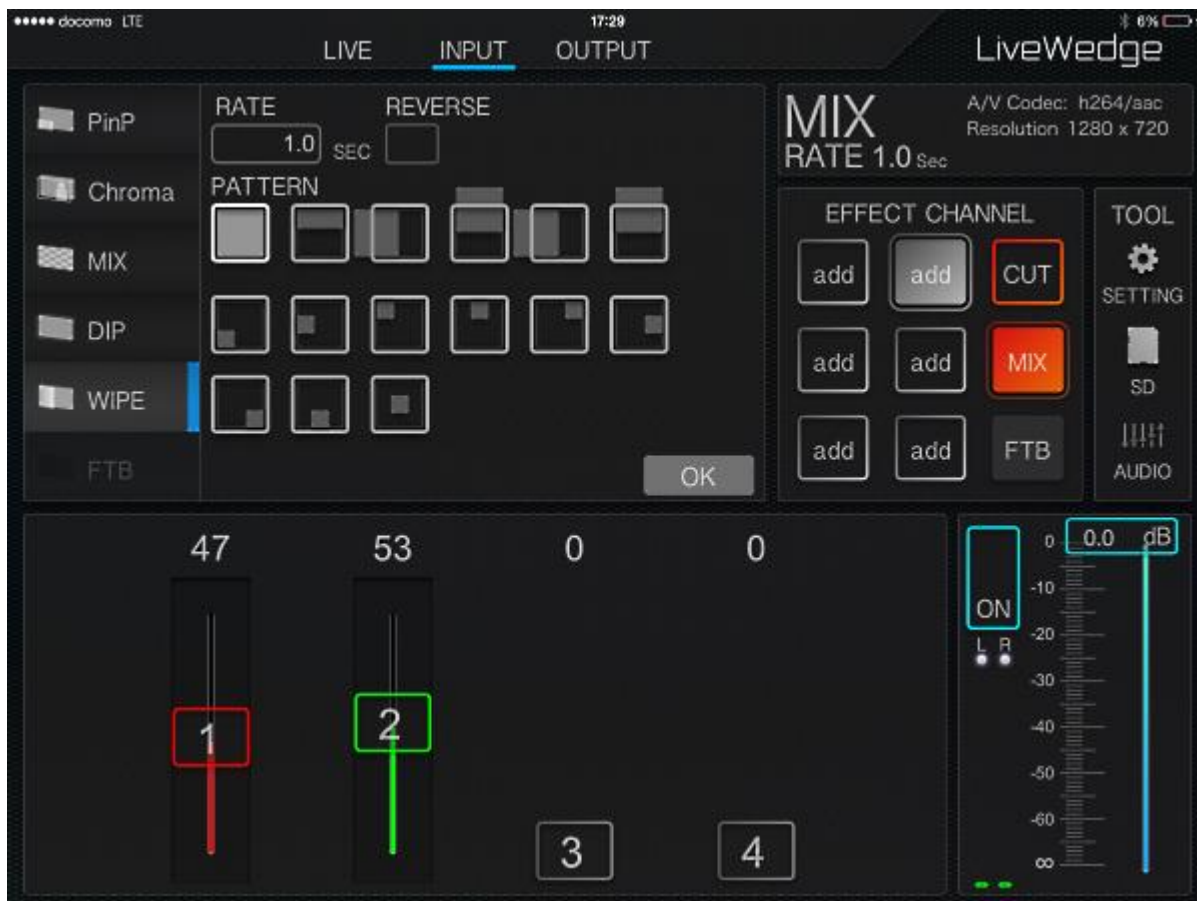 docomo LTE 17:29 6%
LIVE INPUT OUTPUT LiveWedge
PinP
Chroma
MIX
DIP
WIPE
FTB
RATE REVERSE
1.0 SEC
PATTERN
OK
MIX
RATE 1.0 Sec
A/V Codec: h264/aac
Resolution 1280 x 720
EFFECT CHANNEL
add add CUT
add add MIX
add add FTB
TOOL
SETTING
SD
AUDIO
47 53 0 0
1 2 3 4
ON
L R
0.0 dB
0
-10
-20
-30
-40
-50
-60
∞